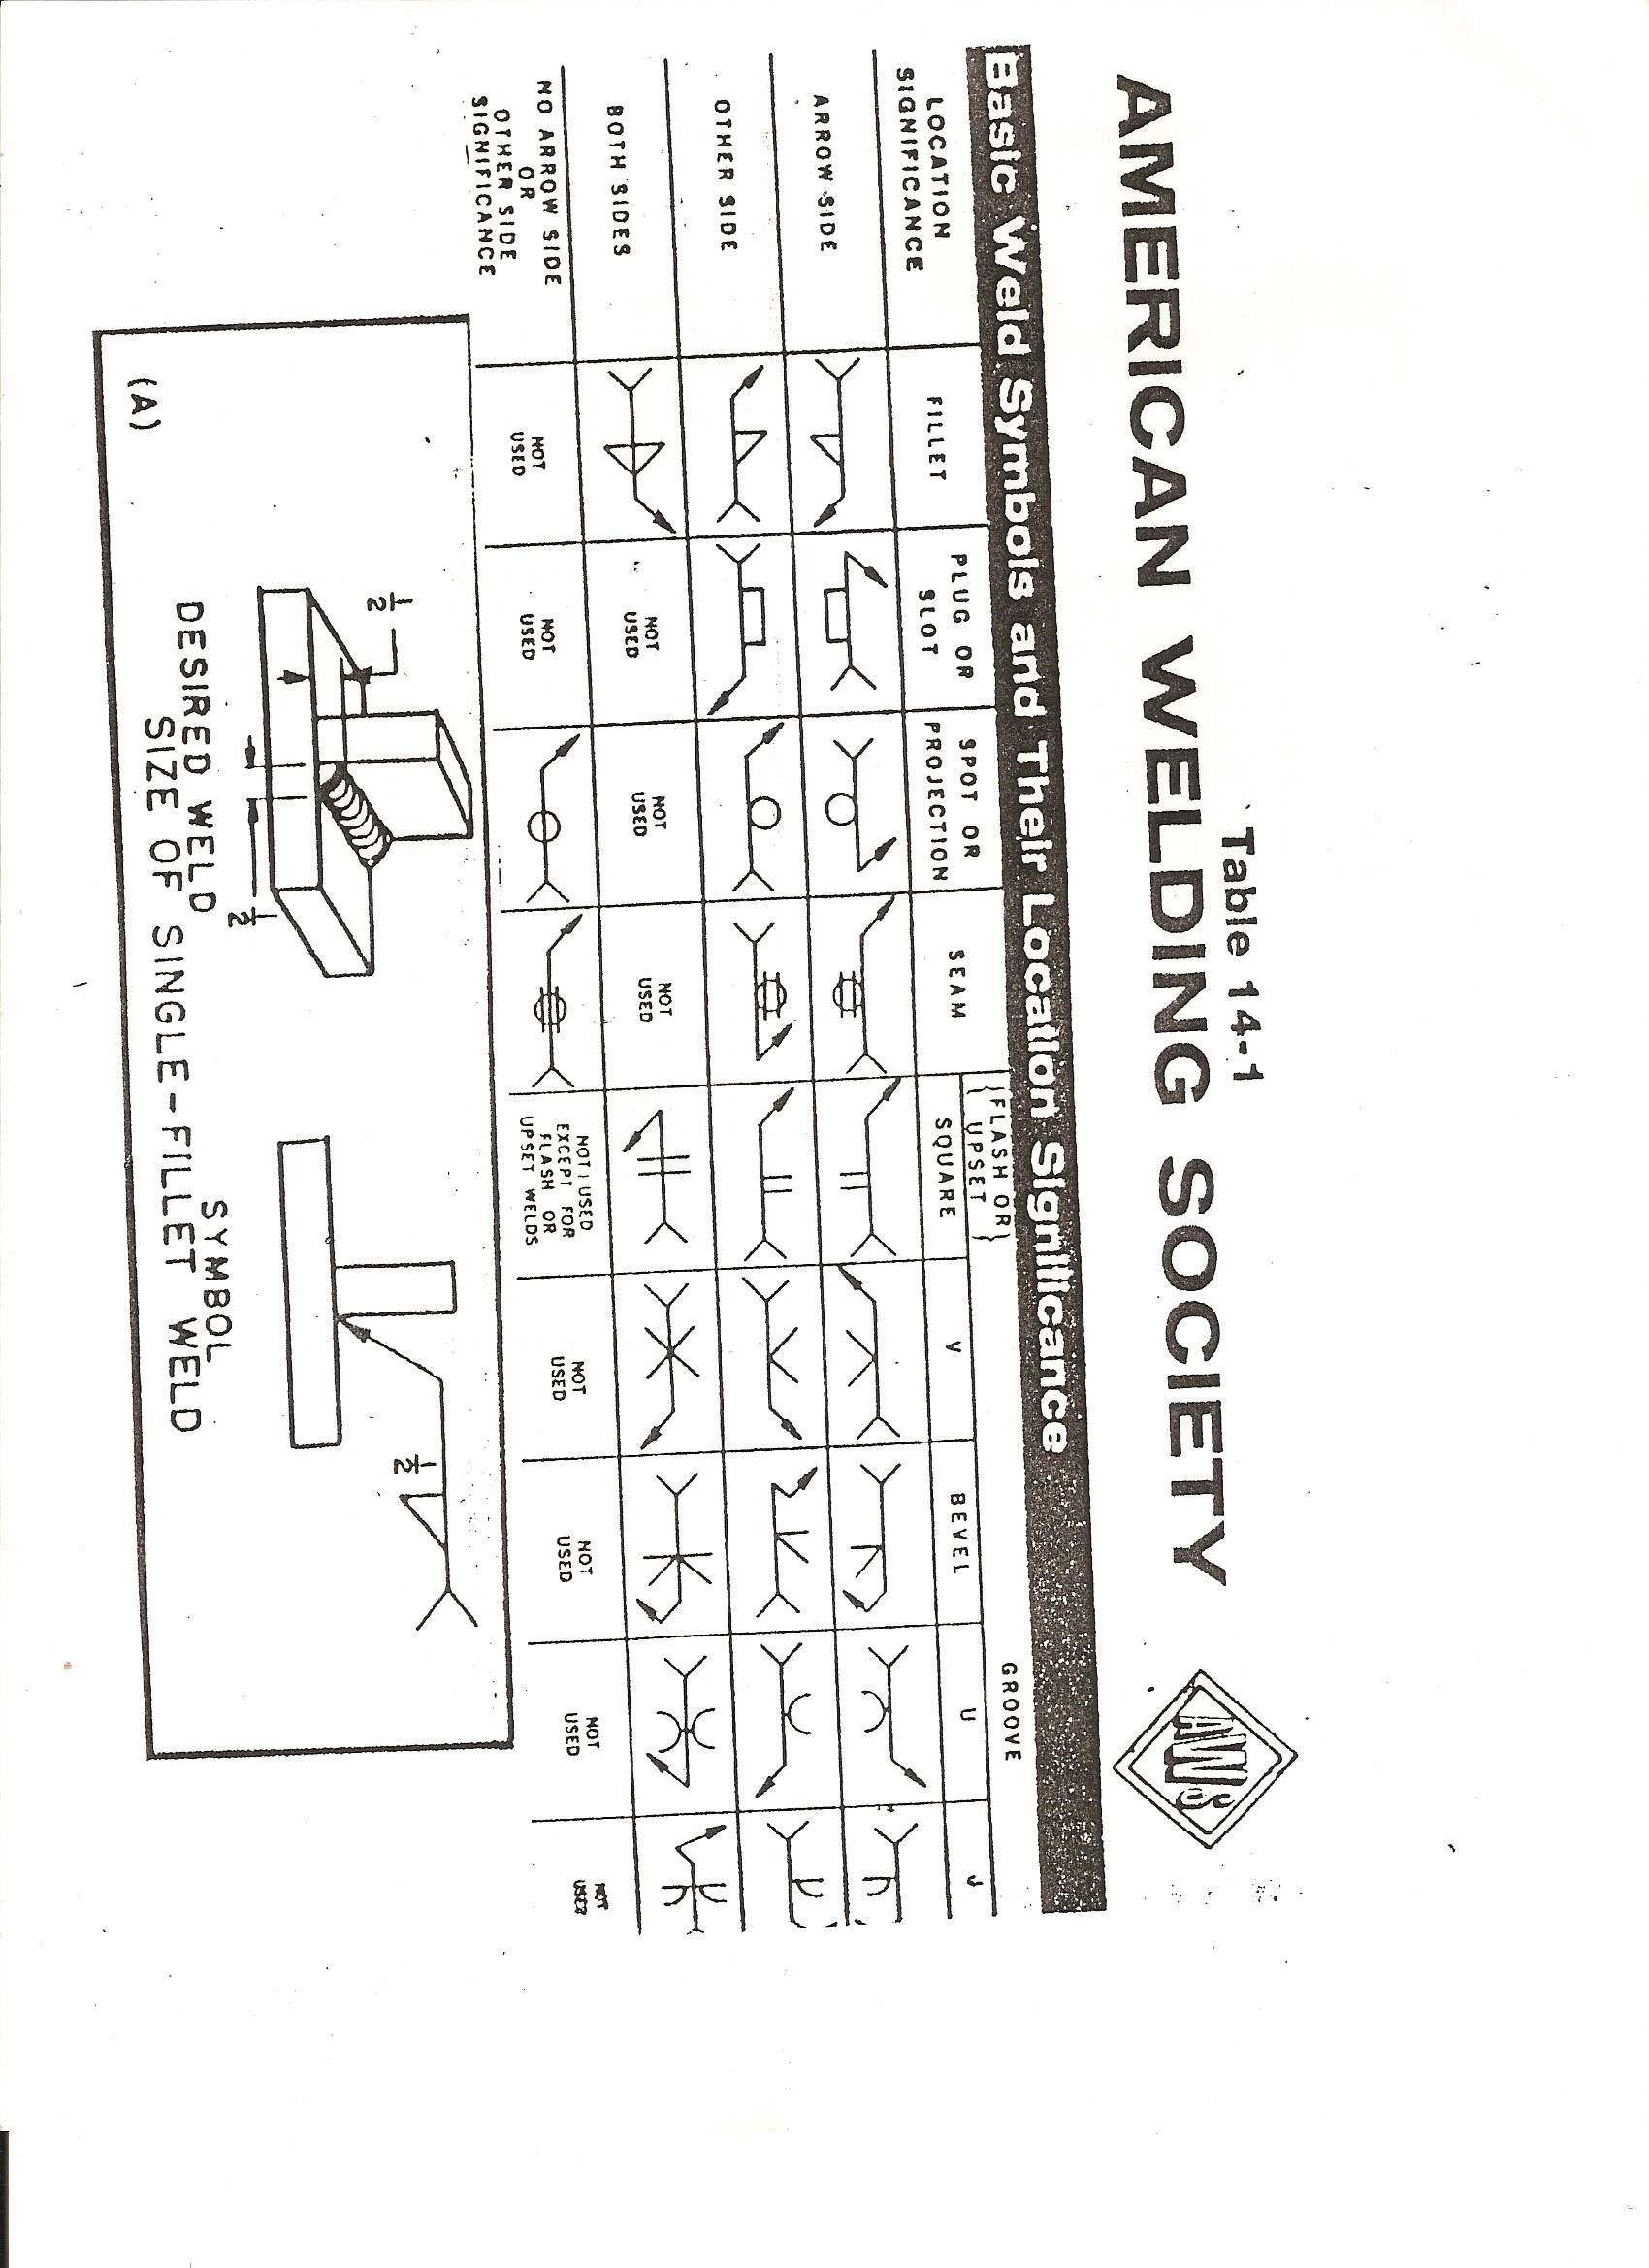 Table 14-1
AMERICAN WELDING SOCIETY
AWS
Basic Weld Symbols and Their Location Significance
LOCATION
SIGNIFICANCE
FILLET
PLUG OR
SLOT
SPOT OR
PROJECTION
SEAM
GROOVE
(FLASH OR)
( UPSET )
SQUARE
V
BEVEL
U
J
ARROW SIDE
OTHER SIDE
BOTH SIDES
NOT
USED
NOT
USED
NOT
USED
NO ARROW SIDE
OR
OTHER SIDE
SIGNIFICANCE
NOT
USED
NOT
USED
NOT USED
EXCEPT FOR
FLASH OR
UPSET WELDS
NOT
USED
NOT
USED
NOT
USED
NOT
USED
1/2
1/2
1/2
SYMBOL
DESIRED WELD
SIZE OF SINGLE-FILLET WELD
(A)